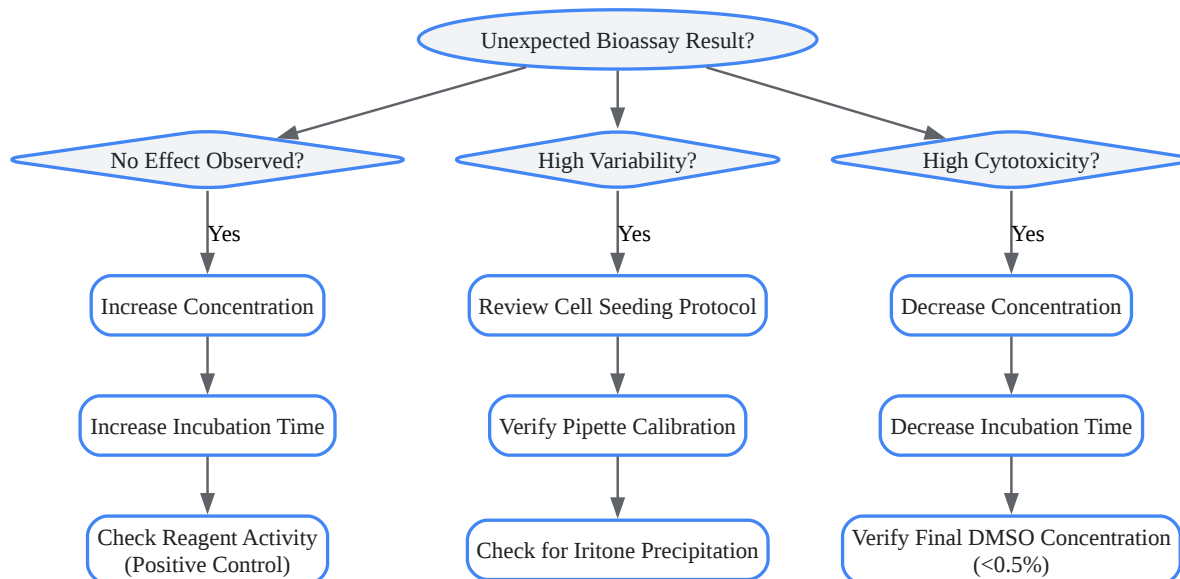 Unexpected Bioassay Result?
No Effect Observed?
High Variability?
High Cytotoxicity?
Yes
Yes
Yes
Increase Concentration
Review Cell Seeding Protocol
Decrease Concentration
Increase Incubation Time
Verify Pipette Calibration
Decrease Incubation Time
Check Reagent Activity
(Positive Control)
Check for Iritone Precipitation
Verify Final DMSO Concentration
(<0.5%)